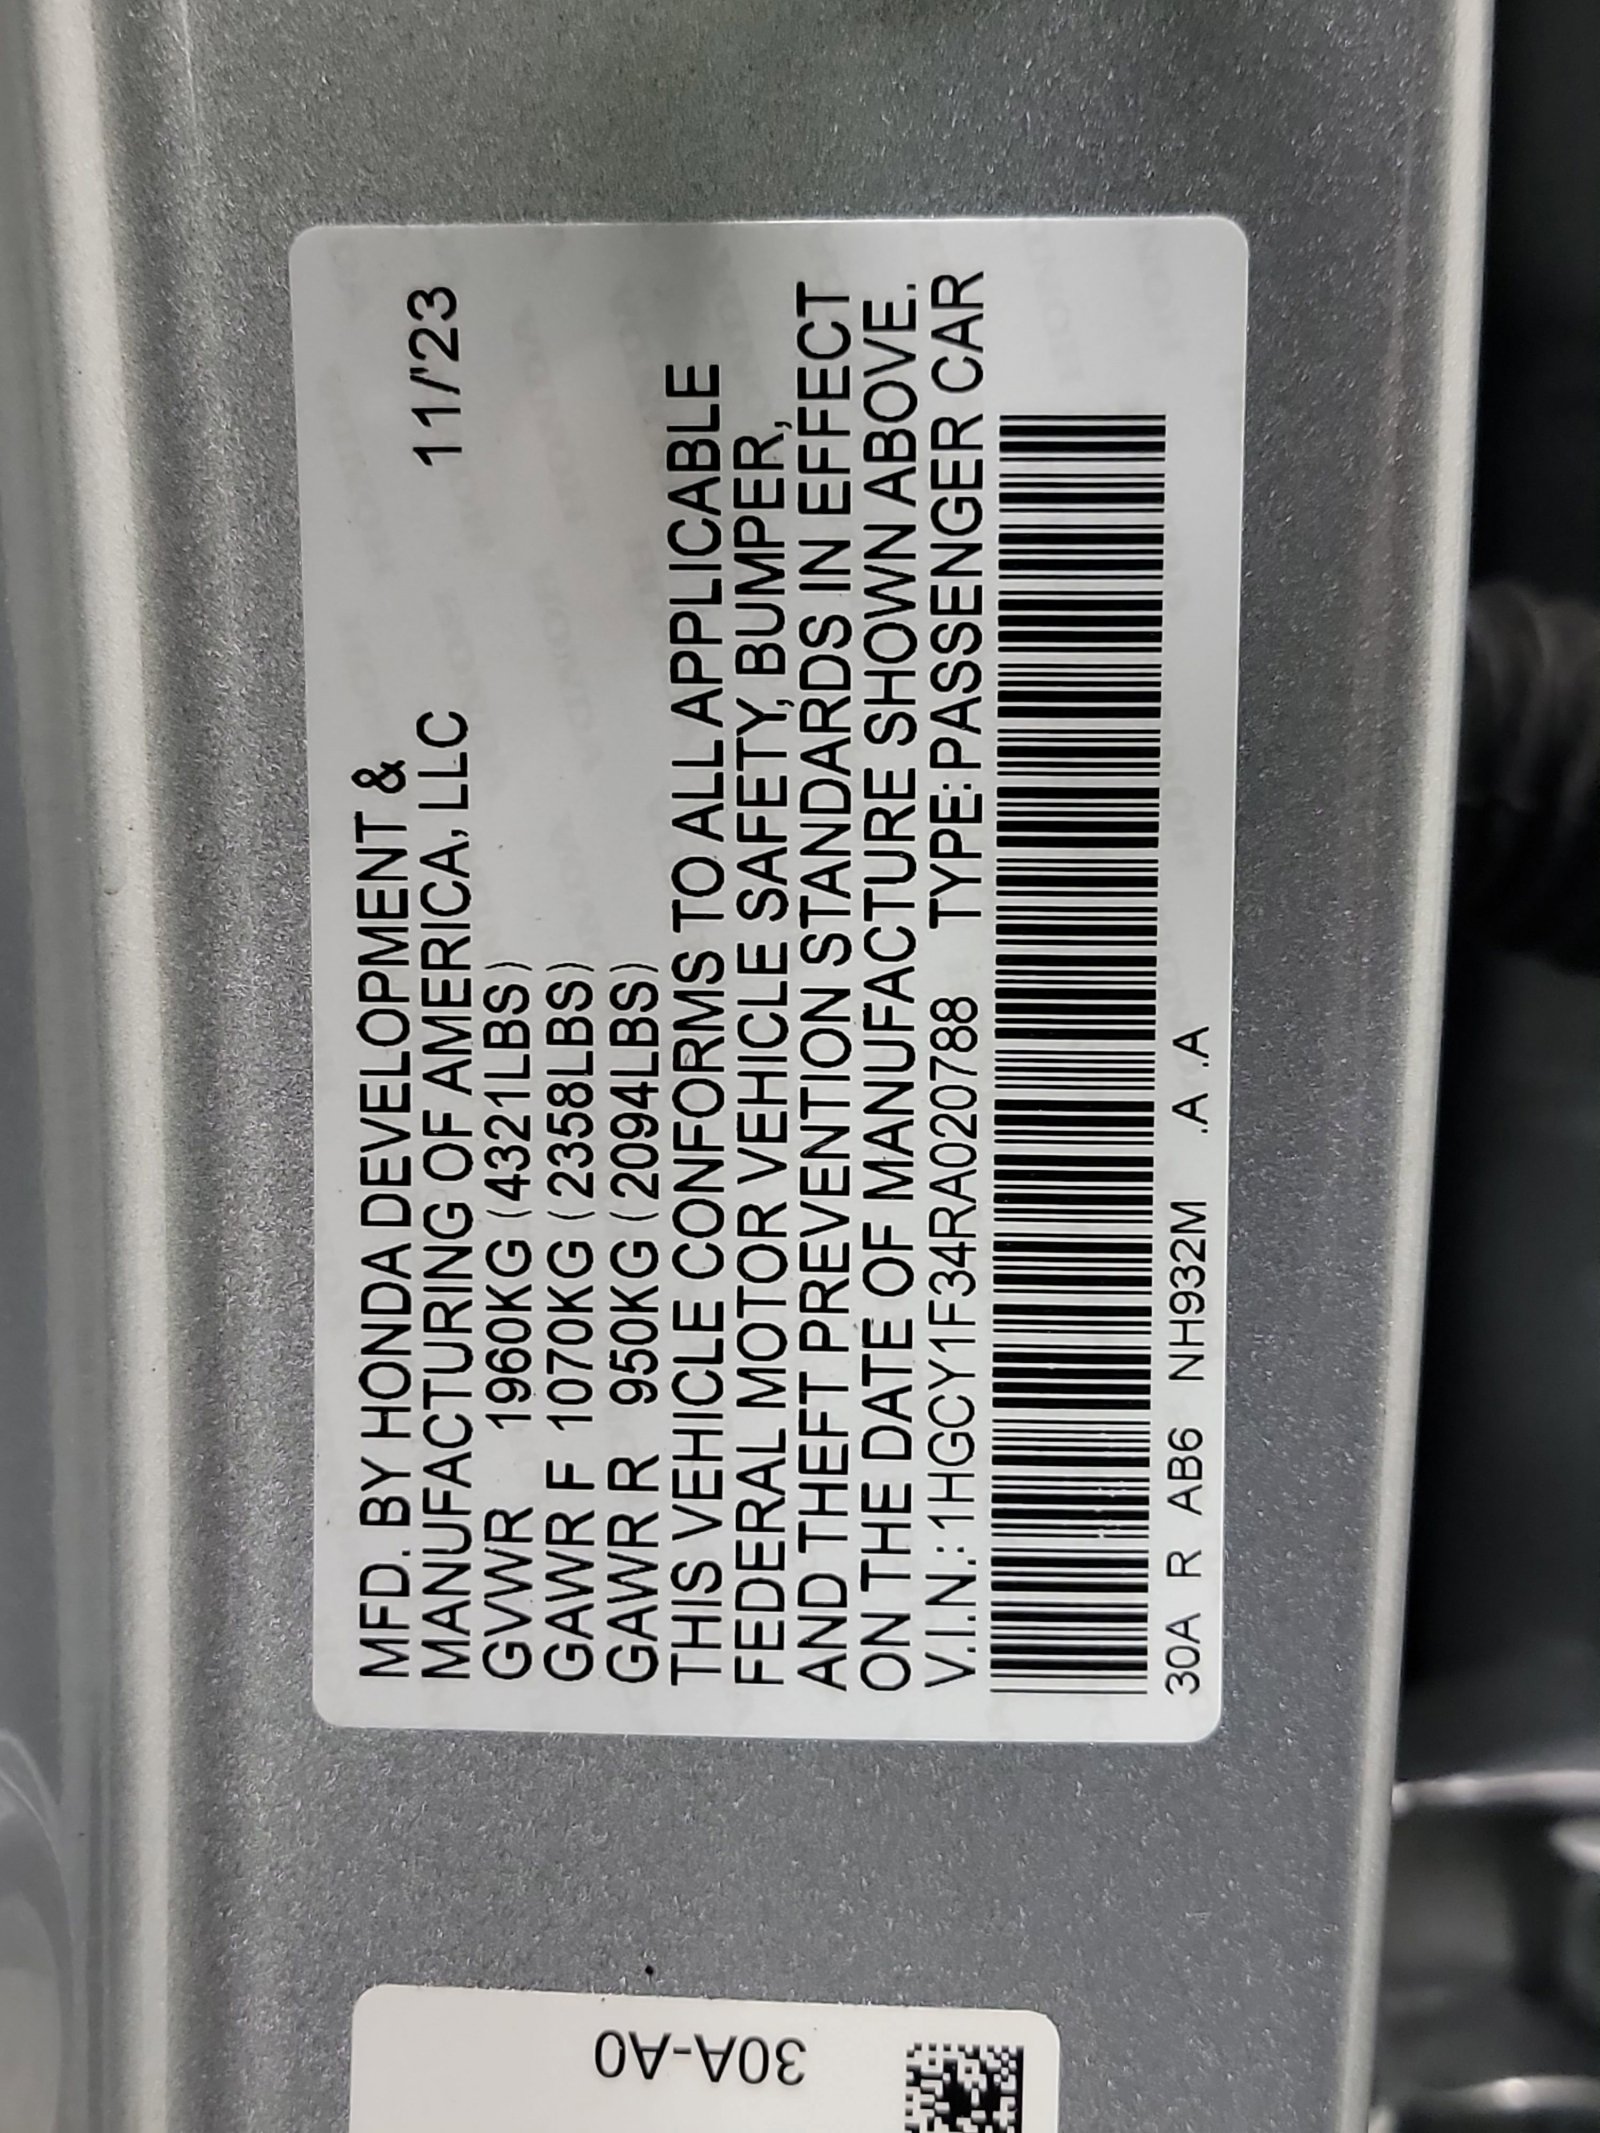 MFD. BY HONDA DEVELOPMENT &
MANUFACTURING OF AMERICA, LLC 11/'23
GVWR 1960KG (4321LBS)
GAWR F 1070KG (2358LBS)
GAWR R 950KG (2094LBS)
THIS VEHICLE CONFORMS TO ALL APPLICABLE
FEDERAL MOTOR VEHICLE SAFETY, BUMPER,
AND THEFT PREVENTION STANDARDS IN EFFECT
ON THE DATE OF MANUFACTURE SHOWN ABOVE.
V.I.N.: 1HGCY1F34RA020788 TYPE: PASSENGER CAR
30A R AB6 NH932M .A .A
30A-A0